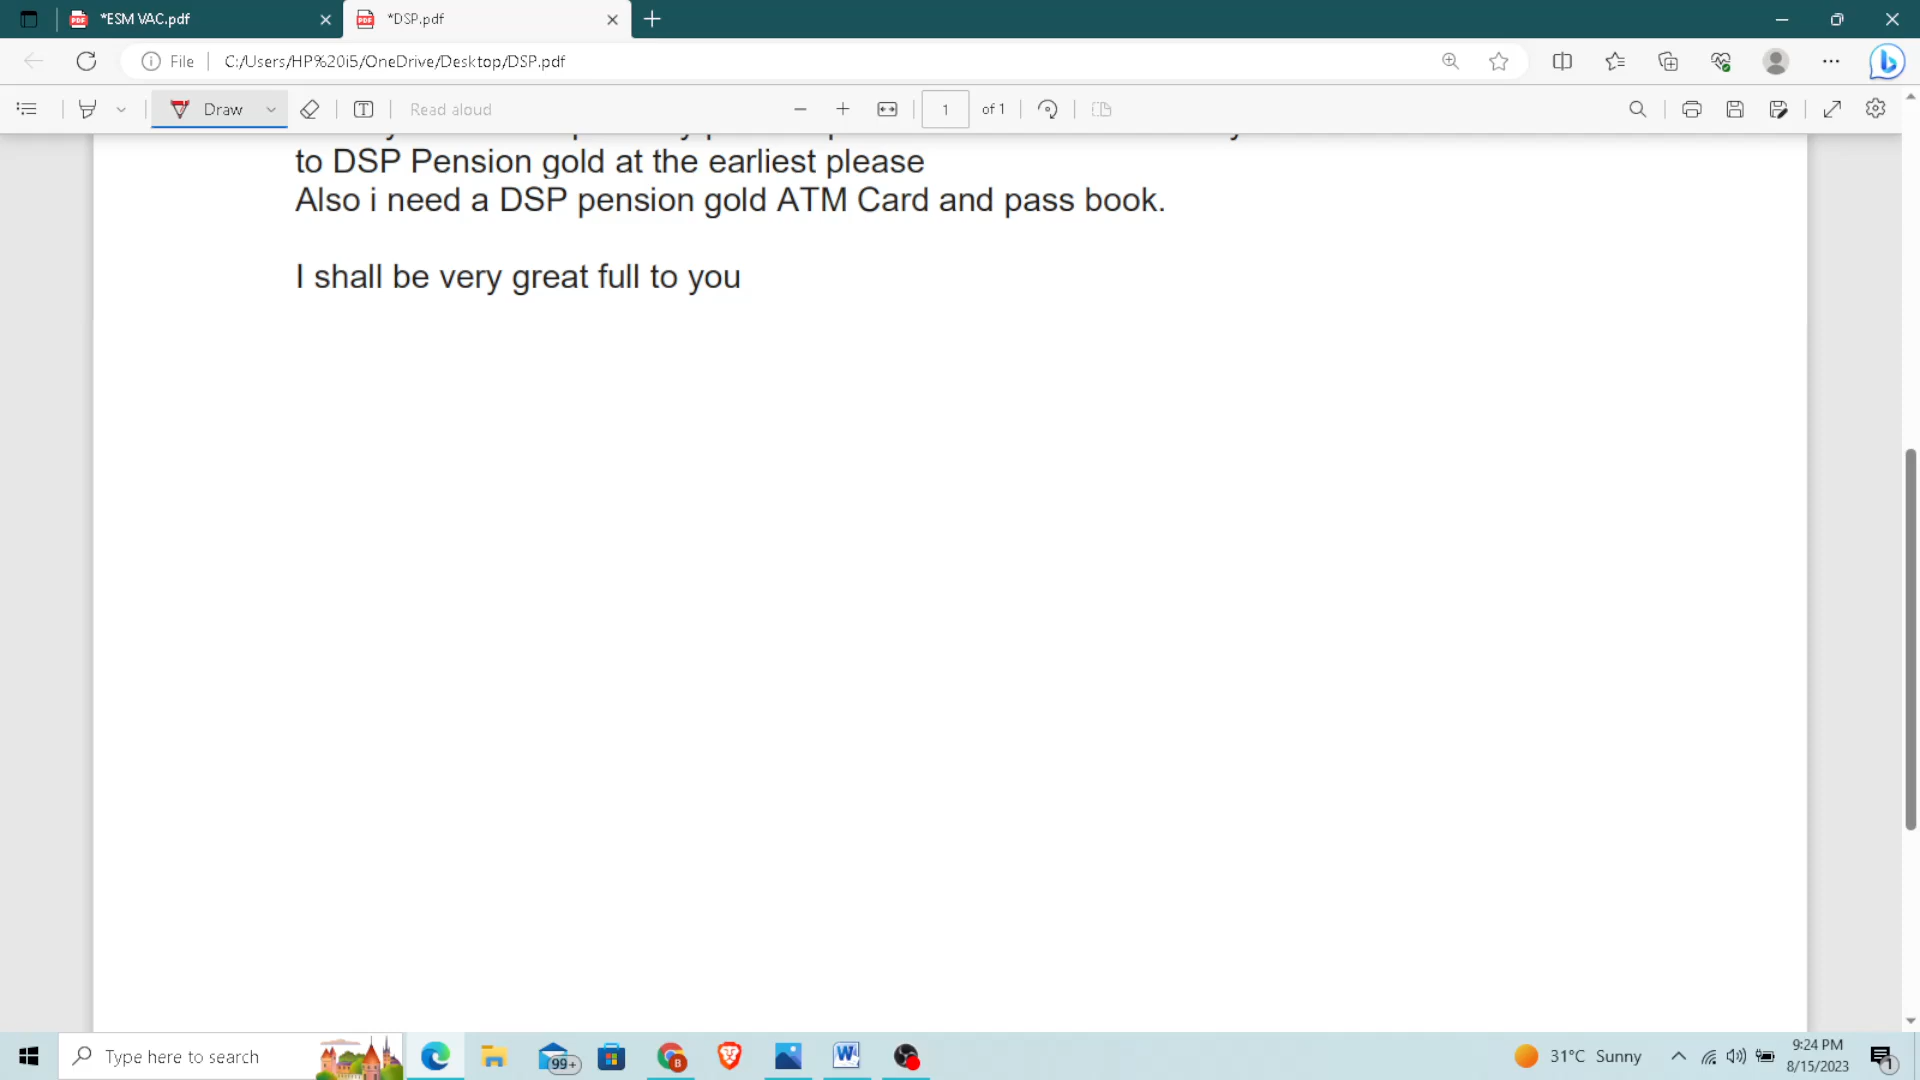 *ESM VAC.pdf
*DSP.pdf
File
C:/Users/HP%20i5/OneDrive/Desktop/DSP.pdf
Draw
Read aloud
1 of 1
to DSP Pension gold at the earliest please
Also i need a DSP pension gold ATM Card and pass book.
I shall be very great full to you
Type here to search
99+
31°C Sunny
9:24 PM
8/15/2023
1